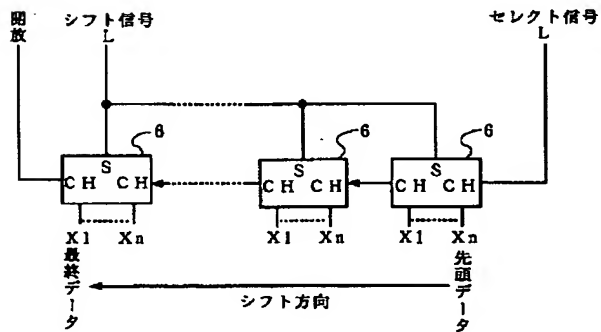 開放
シフト信号
L
セレクト信号
L
6
6
6
S
CH CH
S
CH CH
S
CH CH
X1 Xn
X1 Xn
X1 Xn
最終データ
先頭データ
シフト方向